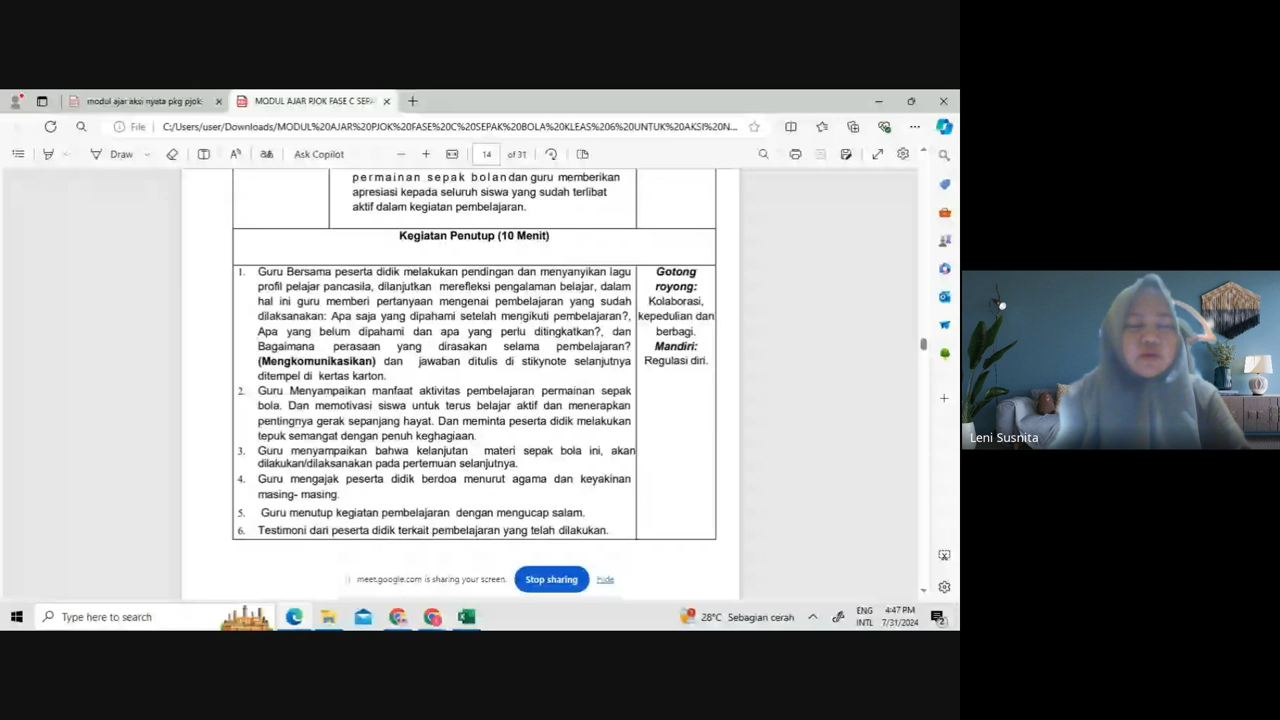 modul ajar aksi nyata pkg pjok
MODUL AJAR PJOK FASE C SEPA
File
C:/Users/user/Downloads/MODUL%20AJAR%20PJOK%20FASE%20C%20SEPAK%20BOLA%20KLEAS%206%20UNTUK%20AKSI%20N...
Draw
Ask Copilot
14 of 31
permainan sepak bolandan guru memberikan
apresiasi kepada seluruh siswa yang sudah terlibat
aktif dalam kegiatan pembelajaran.
Kegiatan Penutup (10 Menit)
1. Guru Bersama peserta didik melakukan pendingan dan menyanyikan lagu
profil pelajar pancasila, dilanjutkan merefleksi pengalaman belajar, dalam
hal ini guru memberi pertanyaan mengenai pembelajaran yang sudah
dilaksanakan: Apa saja yang dipahami setelah mengikuti pembelajaran?,
Apa yang belum dipahami dan apa yang perlu ditingkatkan?, dan
Bagaimana perasaan yang dirasakan selama pembelajaran?
(Mengkomunikasikan) dan jawaban ditulis di stikynote selanjutnya
ditempel di kertas karton.
2. Guru Menyampaikan manfaat aktivitas pembelajaran permainan sepak
bola. Dan memotivasi siswa untuk terus belajar aktif dan menerapkan
pentingnya gerak sepanjang hayat. Dan meminta peserta didik melakukan
tepuk semangat dengan penuh keghagiaan.
3. Guru menyampaikan bahwa kelanjutan materi sepak bola ini, akan
dilakukan/dilaksanakan pada pertemuan selanjutnya.
4. Guru mengajak peserta didik berdoa menurut agama dan keyakinan
masing- masing.
5. Guru menutup kegiatan pembelajaran dengan mengucap salam.
6. Testimoni dari peserta didik terkait pembelajaran yang telah dilakukan.
Gotong
royong:
Kolaborasi,
kepedulian dan
berbagi.
Mandiri:
Regulasi diri.
meet.google.com is sharing your screen.
Stop sharing
hide
Leni Susnita
Type here to search
28°C Sebagian cerah
ENG
INTL
4:47 PM
7/31/2024
2